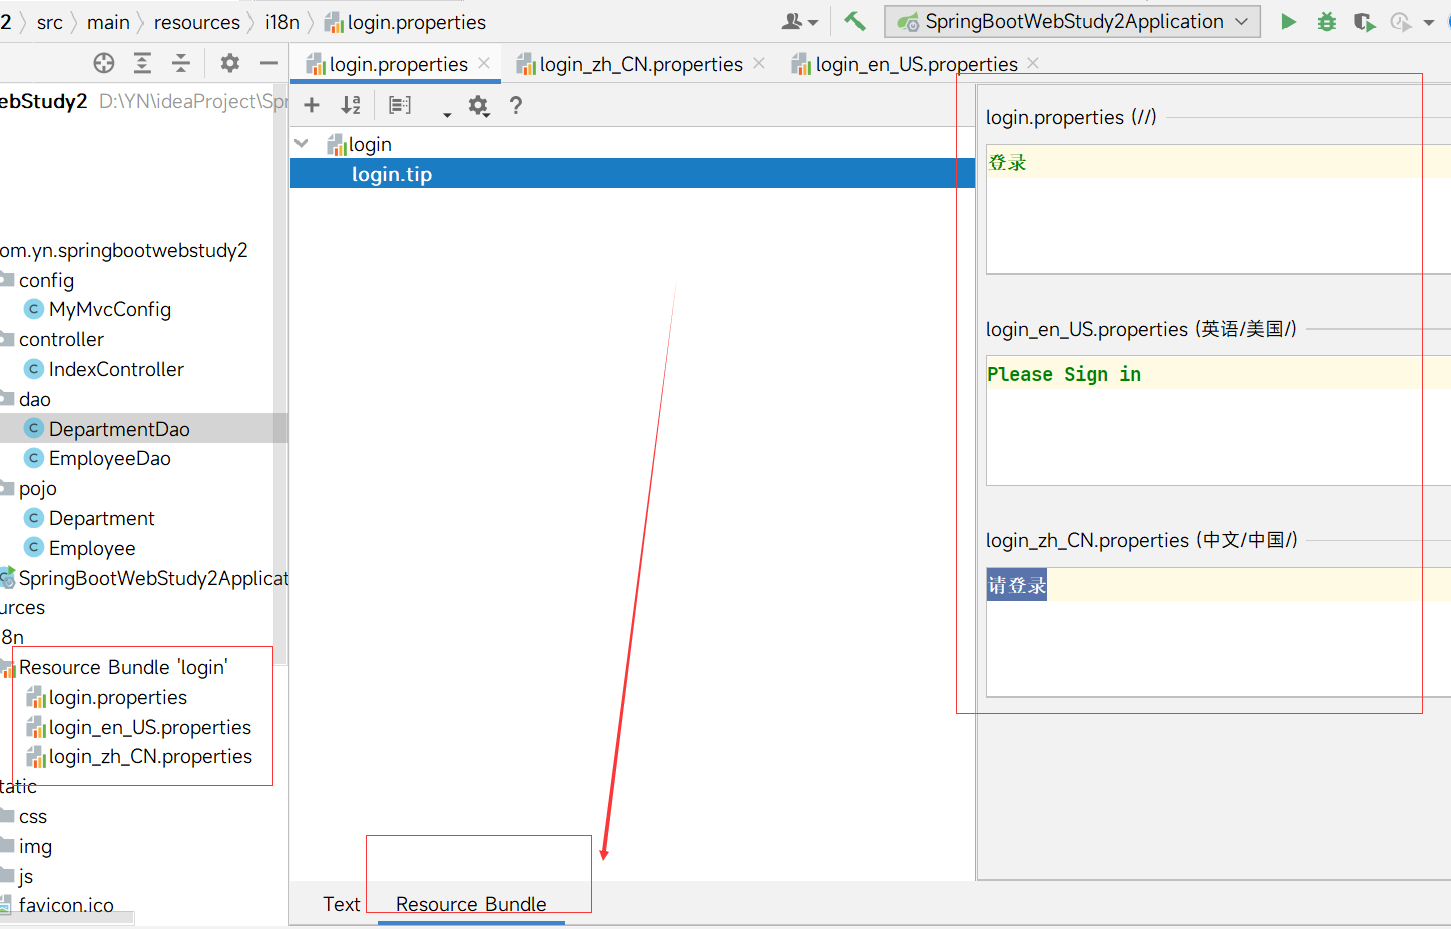 2 src main resources i18n login.properties
SpringBootWebStudy2Application
login.properties login_zh_CN.properties login_en_US.properties
ebStudy2 D:\YN\ideaProject\Spr
om.yn.springbootwebstudy2
config
MyMvcConfig
controller
IndexController
dao
DepartmentDao
EmployeeDao
pojo
Department
Employee
SpringBootWebStudy2Applicat
urces
8n
Resource Bundle 'login'
login.properties
login_en_US.properties
login_zh_CN.properties
tatic
css
img
js
favicon.ico
login
login.tip
Text Resource Bundle
login.properties (//)
登录
login_en_US.properties (英语/美国/)
Please Sign in
login_zh_CN.properties (中文/中国/)
请登录